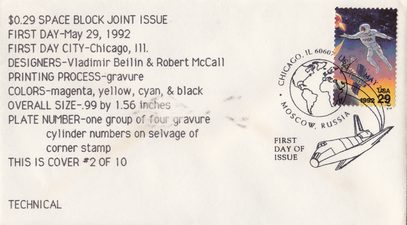 $0.29 SPACE BLOCK JOINT ISSUE
FIRST DAY-May 29, 1992
FIRST DAY CITY-Chicago, Ill.
DESIGNERS-Vladimir Beilin & Robert McCall
PRINTING PROCESS-gravure
COLORS-magenta, yellow, cyan, & black
OVERALL SIZE-.99 by 1.56 inches
PLATE NUMBER-one group of four gravure
cylinder numbers on selvage of
corner stamp
THIS IS COVER #2 OF 10
TECHNICAL
CHICAGO, IL 60607
MOSCOW, RUSSIA
USA
1992 29
FIRST
DAY OF
ISSUE